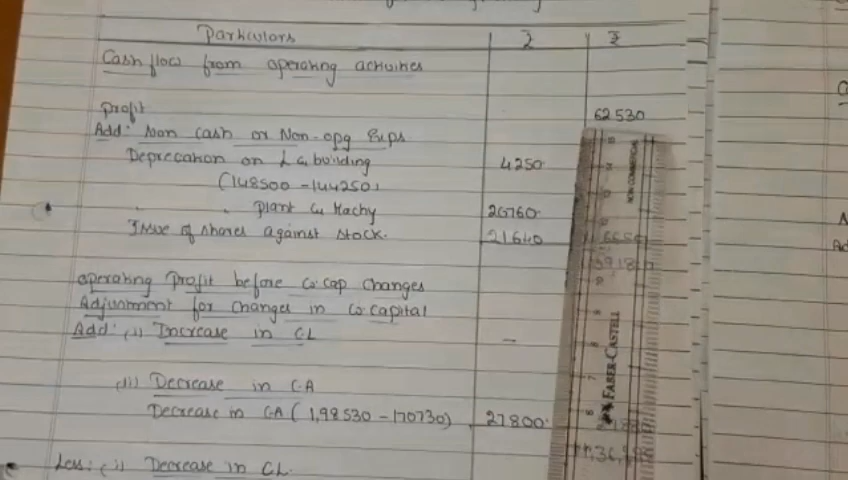 Particulars ₹ ₹
Cash flow from operating activities
Profit 62530
Add: Non cash or Non-opg Exps
Depreciation on L & building 4250
(148500 - 144250)
" " Plant & Machy 20760
Issue of shares against stock. 21640
operating Profit before w.cap changes
Adjustment for changes in w.capital
Add: (i) Increase in CL —
(ii) Decrease in C.A
Decrease in C.A (1,98530 - 170730) 27800
Less: (i) Decrease in CL.
NON COMMERCIAL
FABER-CASTELL